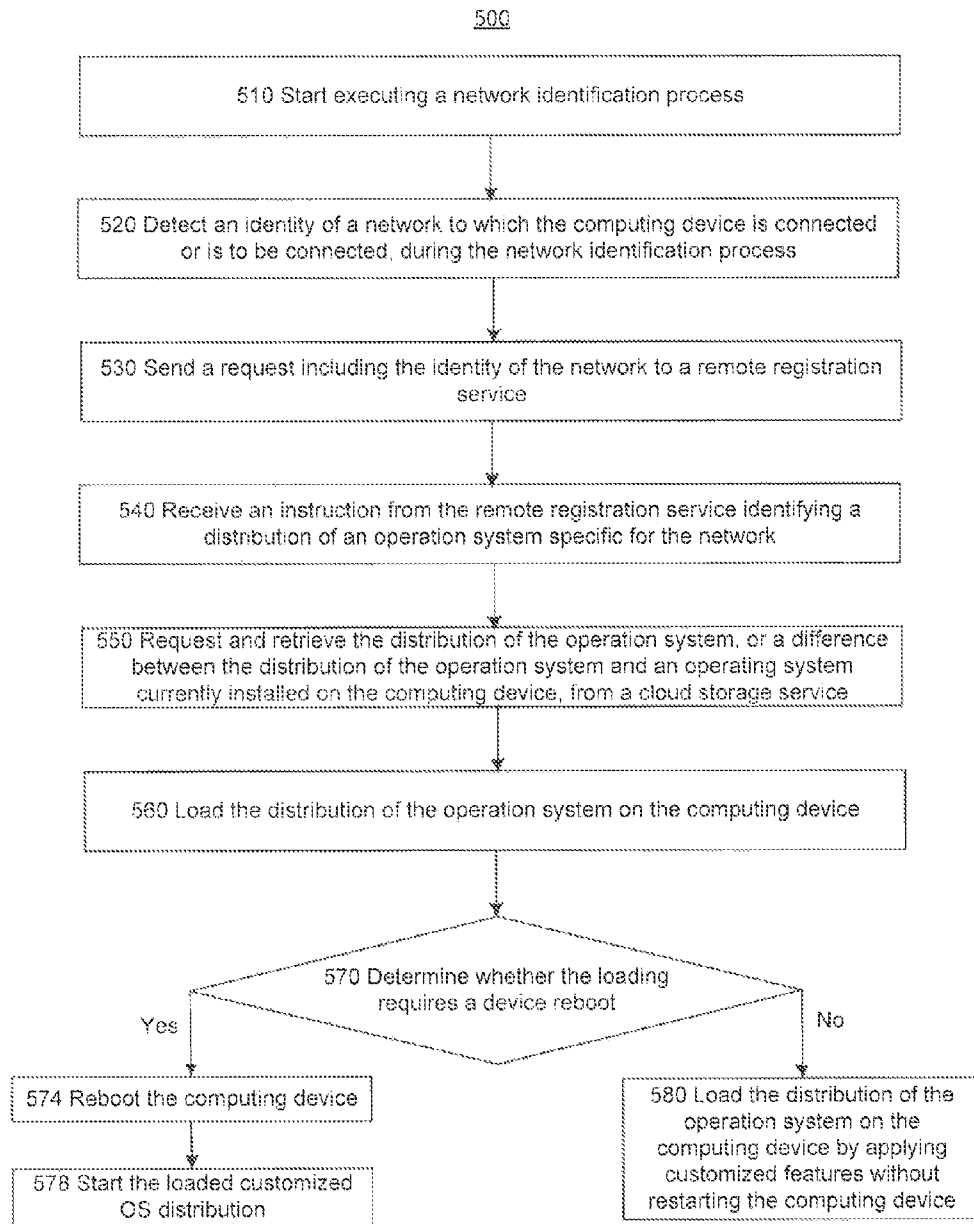 500
510 Start executing a network identification process
520 Detect an identity of a network to which the computing device is connected
or is to be connected, during the network identification process
530 Send a request including the identity of the network to a remote registration
service
540 Receive an instruction from the remote registration service identifying a
distribution of an operation system specific for the network
550 Request and retrieve the distribution of the operation system, or a difference
between the distribution of the operation system and an operating system
currently installed on the computing device, from a cloud storage service
560 Load the distribution of the operation system on the computing device
570 Determine whether the loading
requires a device reboot
Yes
No
574 Reboot the computing device
578 Start the loaded customized
OS distribution
580 Load the distribution of the
operation system on the
computing device by applying
customized features without
restarting the computing device